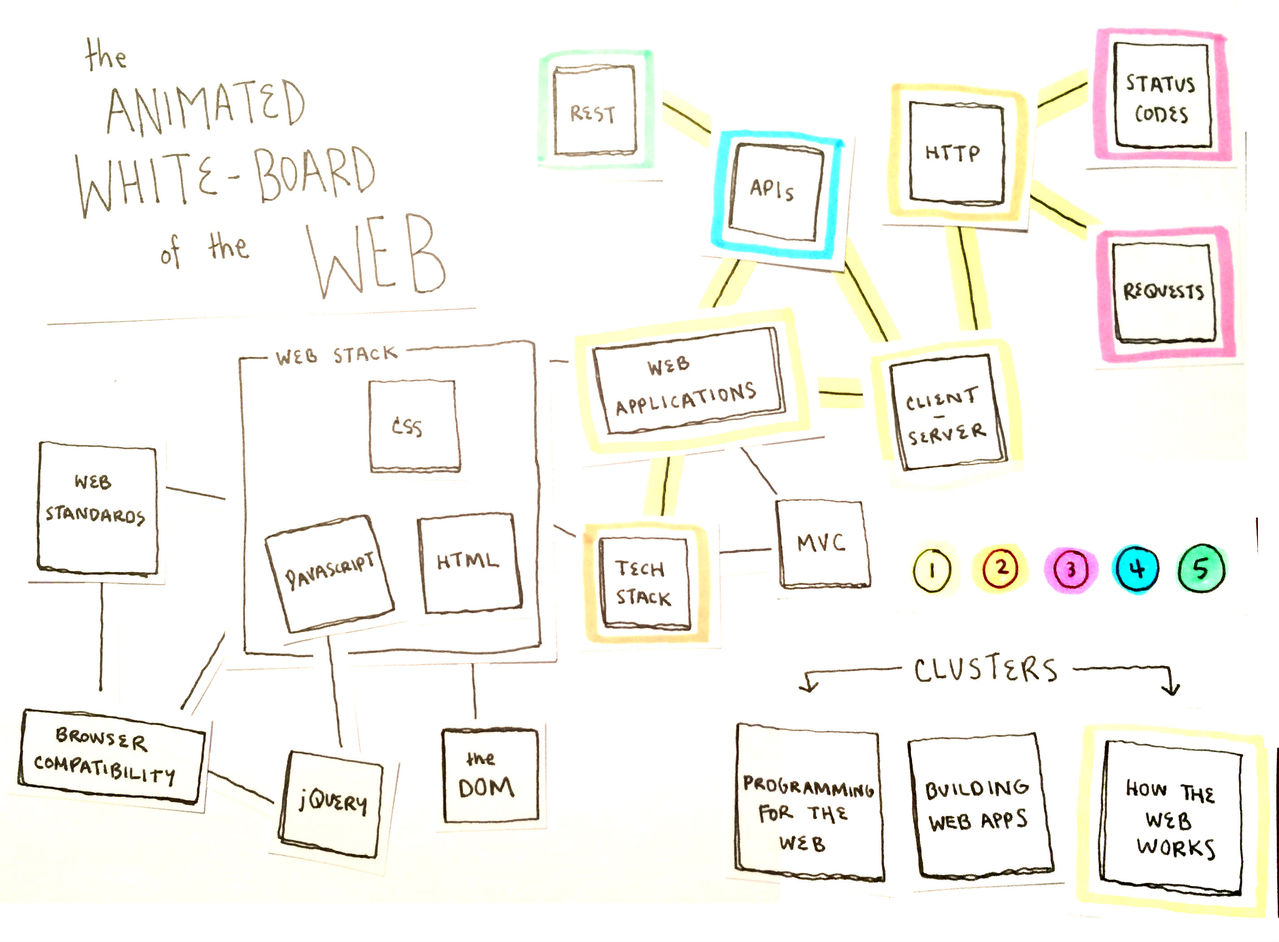 the
ANIMATED
WHITE-BOARD
of the
WEB
REST
APIs
HTTP
STATUS
CODES
REQUESTS
WEB STACK
CSS
JAVASCRIPT
HTML
WEB
APPLICATIONS
CLIENT
-
SERVER
WEB
STANDARDS
TECH
STACK
MVC
1 2 3 4 5
BROWSER
COMPATIBILITY
jQUERY
the
DOM
CLUSTERS
PROGRAMMING
FOR THE
WEB
BUILDING
WEB APPS
HOW THE
WEB
WORKS